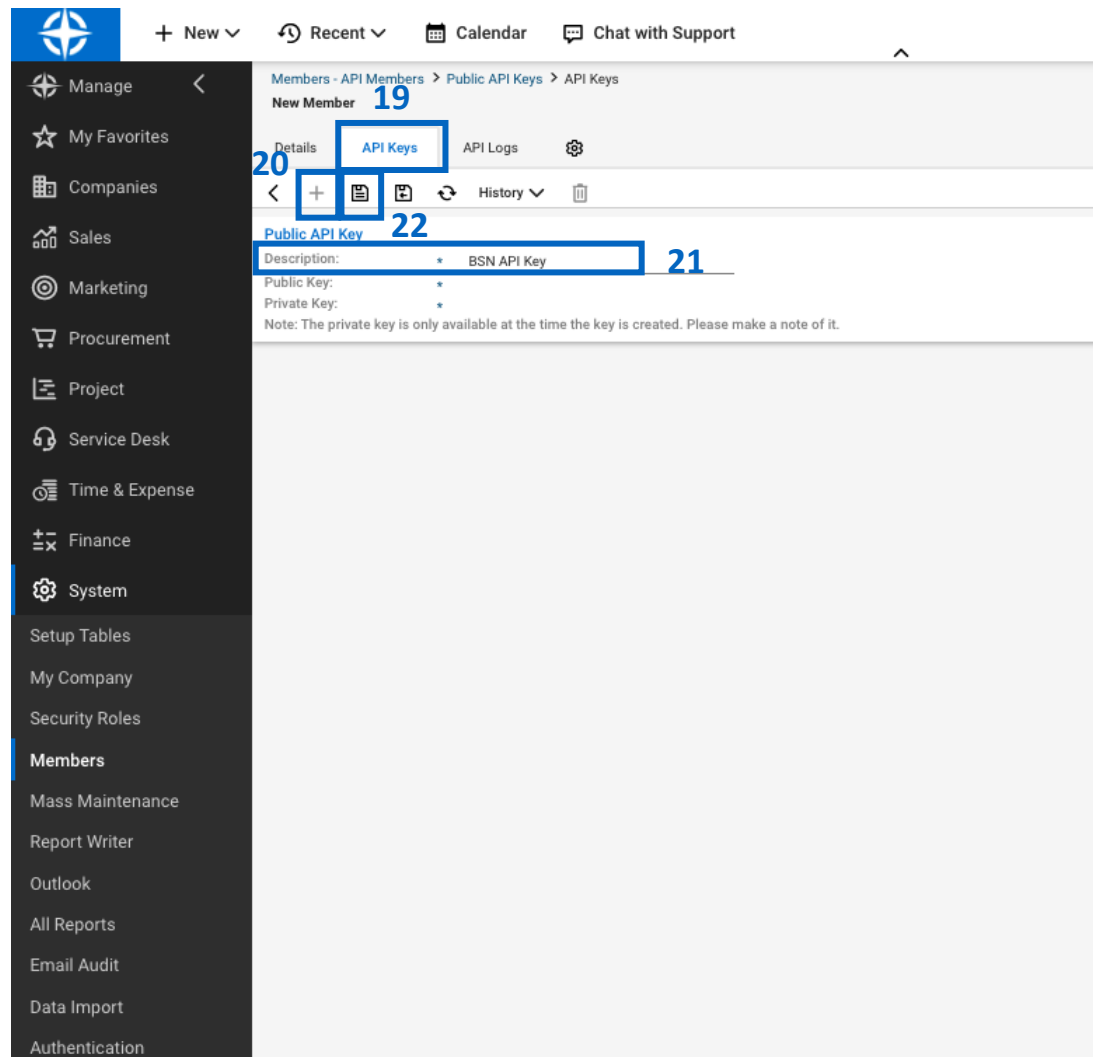 New Recent Calendar Chat with Support
Manage
My Favorites
Companies
Sales
Marketing
Procurement
Project
Service Desk
Time & Expense
Finance
System
Setup Tables
My Company
Security Roles
Members
Mass Maintenance
Report Writer
Outlook
All Reports
Email Audit
Data Import
Authentication
Members - API Members > Public API Keys > API Keys
New Member 19
Details API Keys API Logs
20
History
22
Public API Key
Description: * BSN API Key 21
Public Key: *
Private Key: *
Note: The private key is only available at the time the key is created. Please make a note of it.